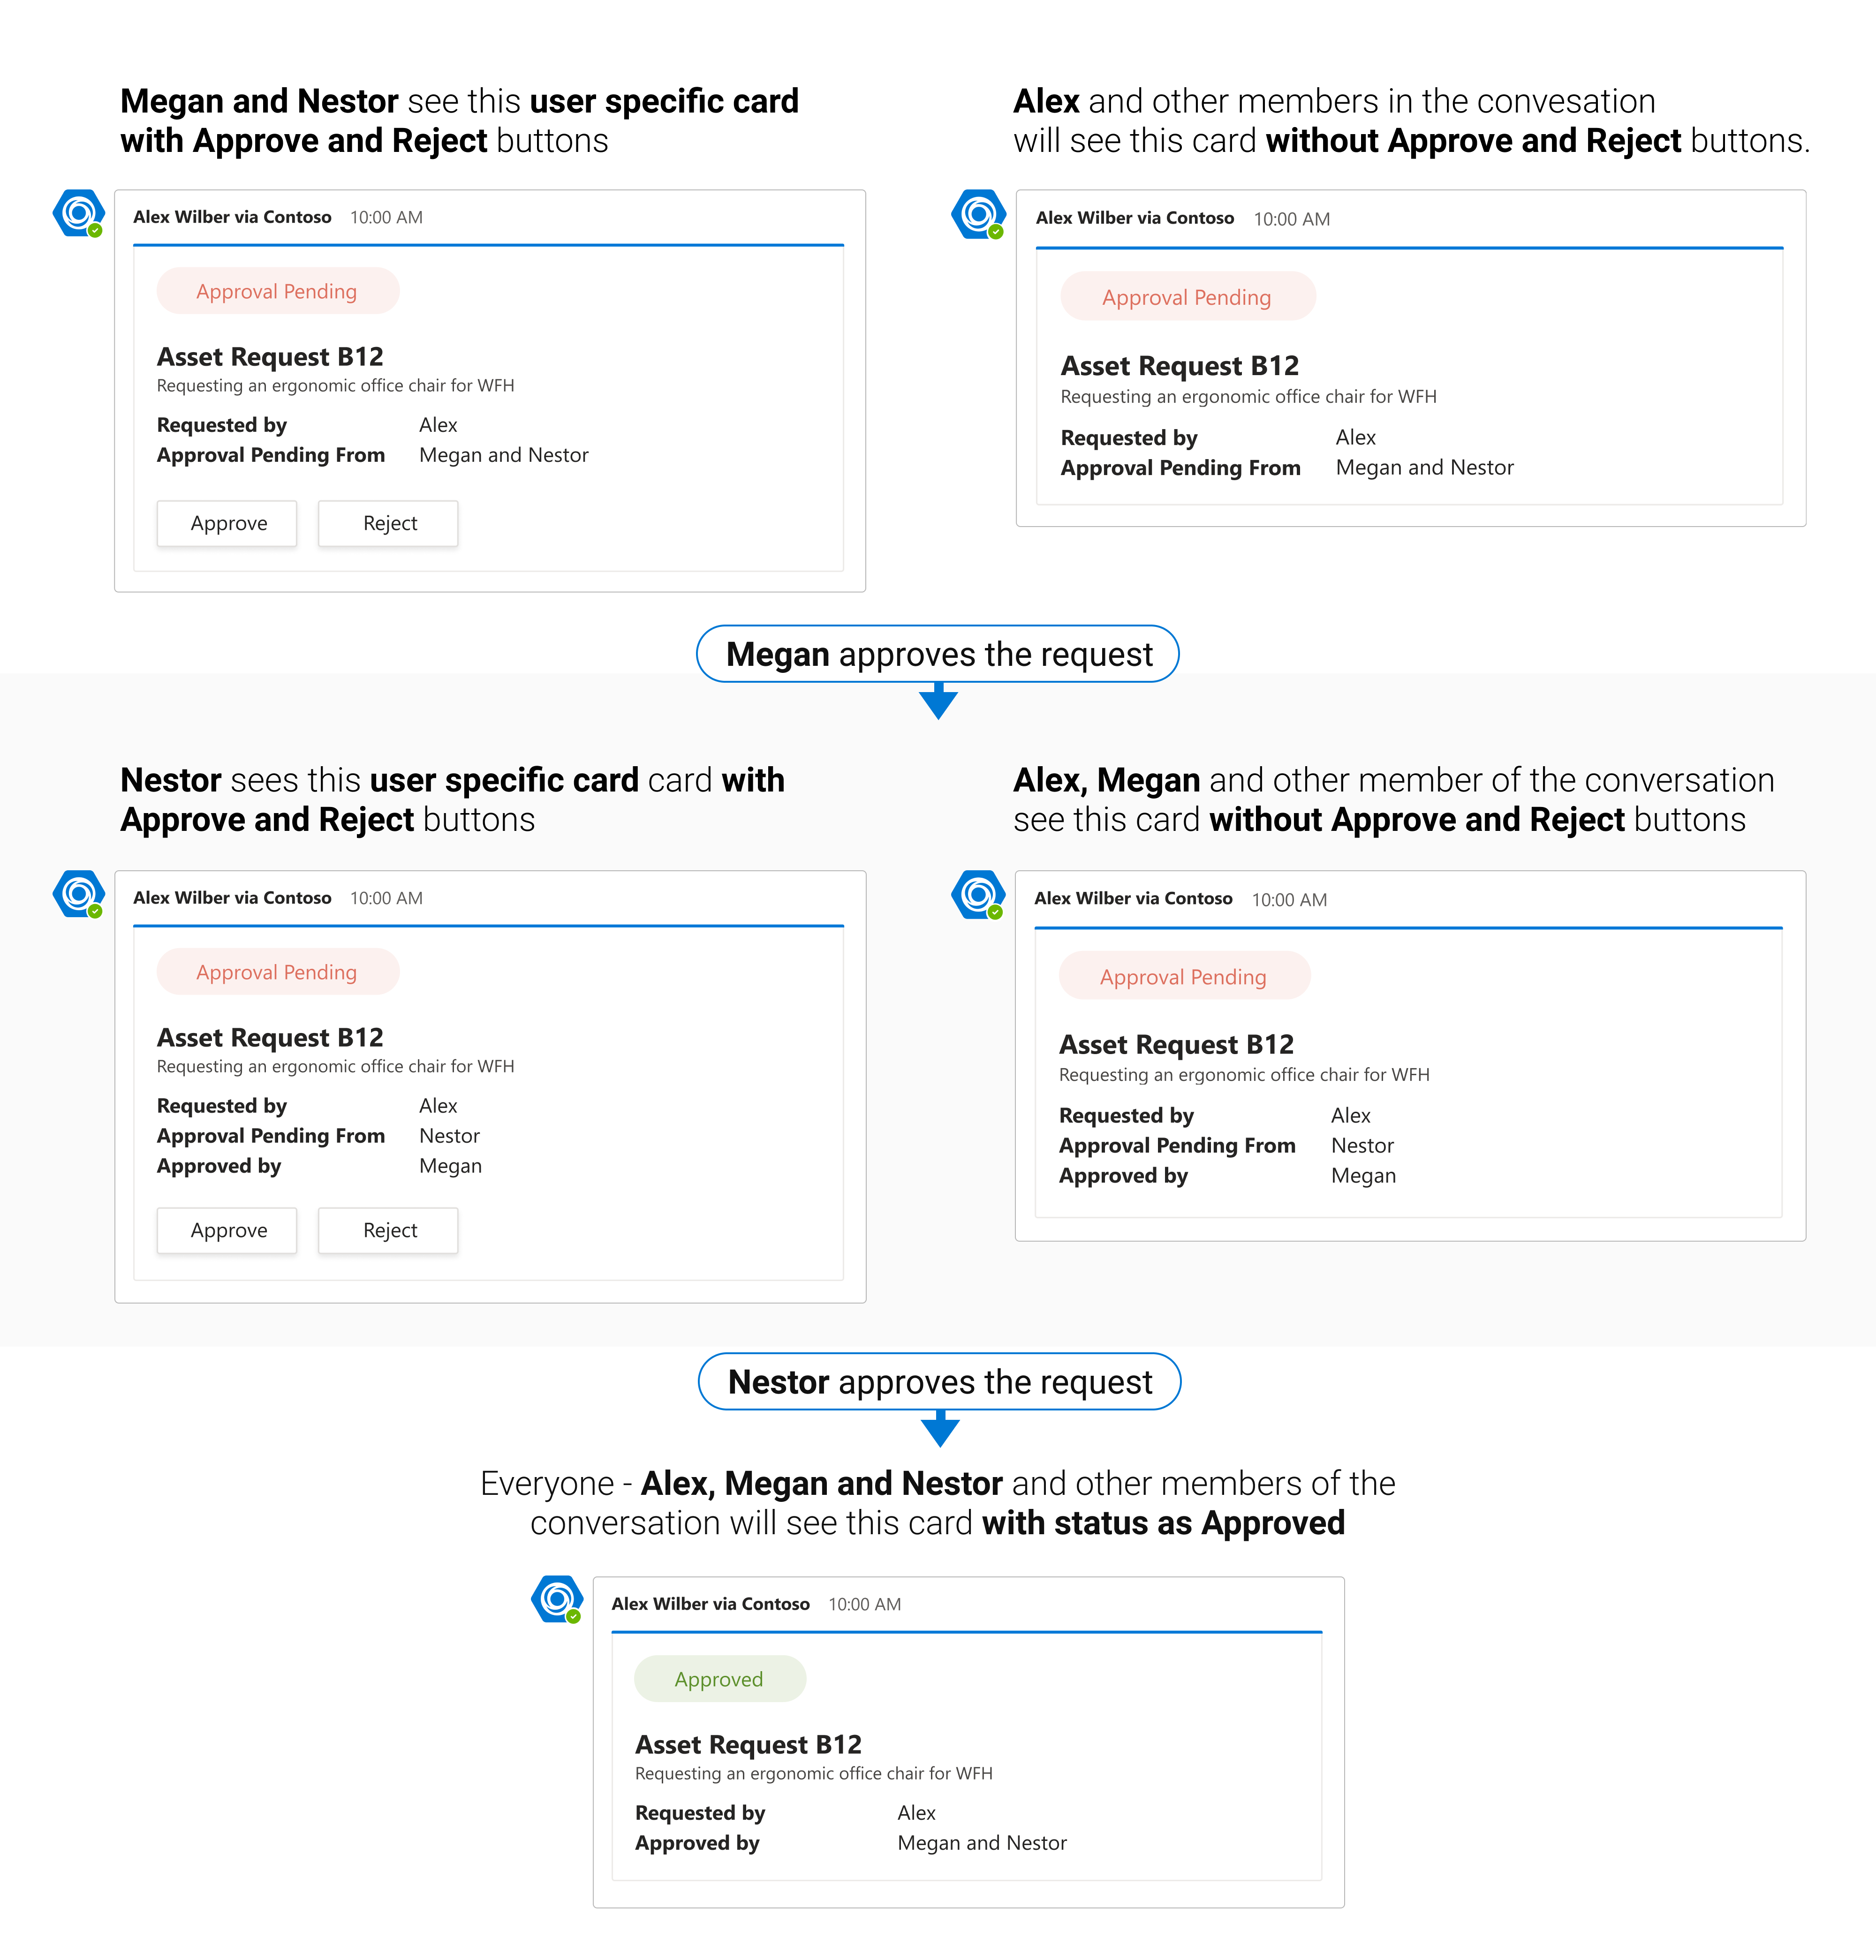 Megan and Nestor see this user specific card
with Approve and Reject buttons
Alex Wilber via Contoso 10:00 AM
Approval Pending
Asset Request B12
Requesting an ergonomic office chair for WFH
Requested by Alex
Approval Pending From Megan and Nestor
Approve Reject
Alex and other members in the convesation
will see this card without Approve and Reject buttons.
Alex Wilber via Contoso 10:00 AM
Approval Pending
Asset Request B12
Requesting an ergonomic office chair for WFH
Requested by Alex
Approval Pending From Megan and Nestor
Megan approves the request
Nestor sees this user specific card card with
Approve and Reject buttons
Alex Wilber via Contoso 10:00 AM
Approval Pending
Asset Request B12
Requesting an ergonomic office chair for WFH
Requested by Alex
Approval Pending From Nestor
Approved by Megan
Approve Reject
Alex, Megan and other member of the conversation
see this card without Approve and Reject buttons
Alex Wilber via Contoso 10:00 AM
Approval Pending
Asset Request B12
Requesting an ergonomic office chair for WFH
Requested by Alex
Approval Pending From Nestor
Approved by Megan
Nestor approves the request
Everyone - Alex, Megan and Nestor and other members of the
conversation will see this card with status as Approved
Alex Wilber via Contoso 10:00 AM
Approved
Asset Request B12
Requesting an ergonomic office chair for WFH
Requested by Alex
Approved by Megan and Nestor